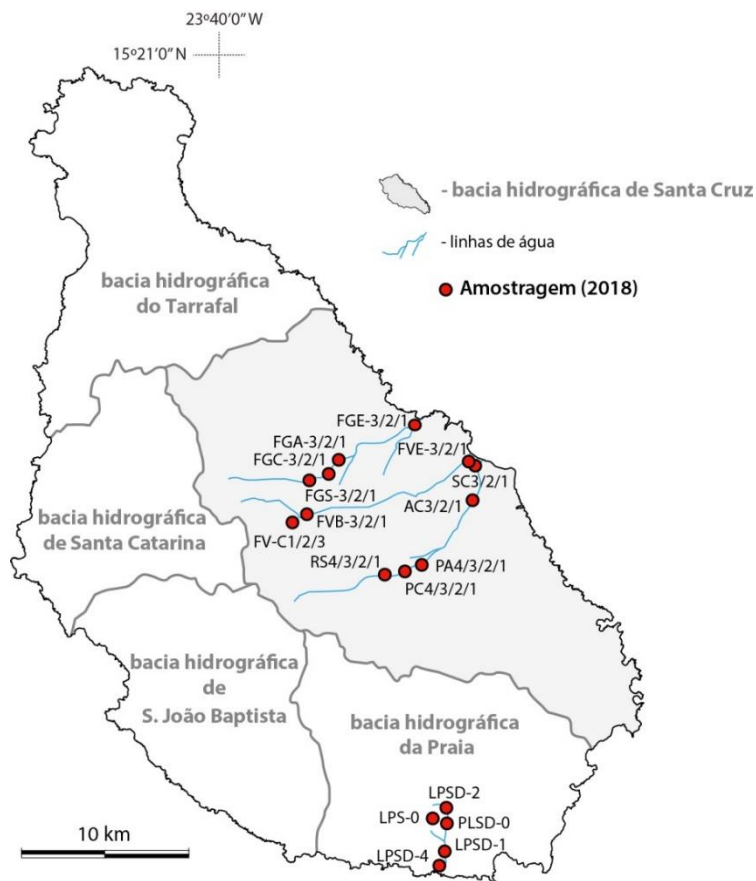 23º40'0" W
15º21'0" N
- bacia hidrográfica de Santa Cruz
- linhas de água
Amostragem (2018)
bacia hidrográfica
do Tarrafal
FGE-3/2/1
FGA-3/2/1
FGC-3/2/1
FVE-3/2/1
SC3/2/1
FGS-3/2/1
AC3/2/1
FVB-3/2/1
FV-C1/2/3
bacia hidrográfica
de Santa Catarina
RS4/3/2/1
PA4/3/2/1
PC4/3/2/1
bacia hidrográfica
de
S. João Baptista
bacia hidrográfica
da Praia
LPSD-2
LPS-0
PLSD-0
LPSD-1
LPSD-4
10 km